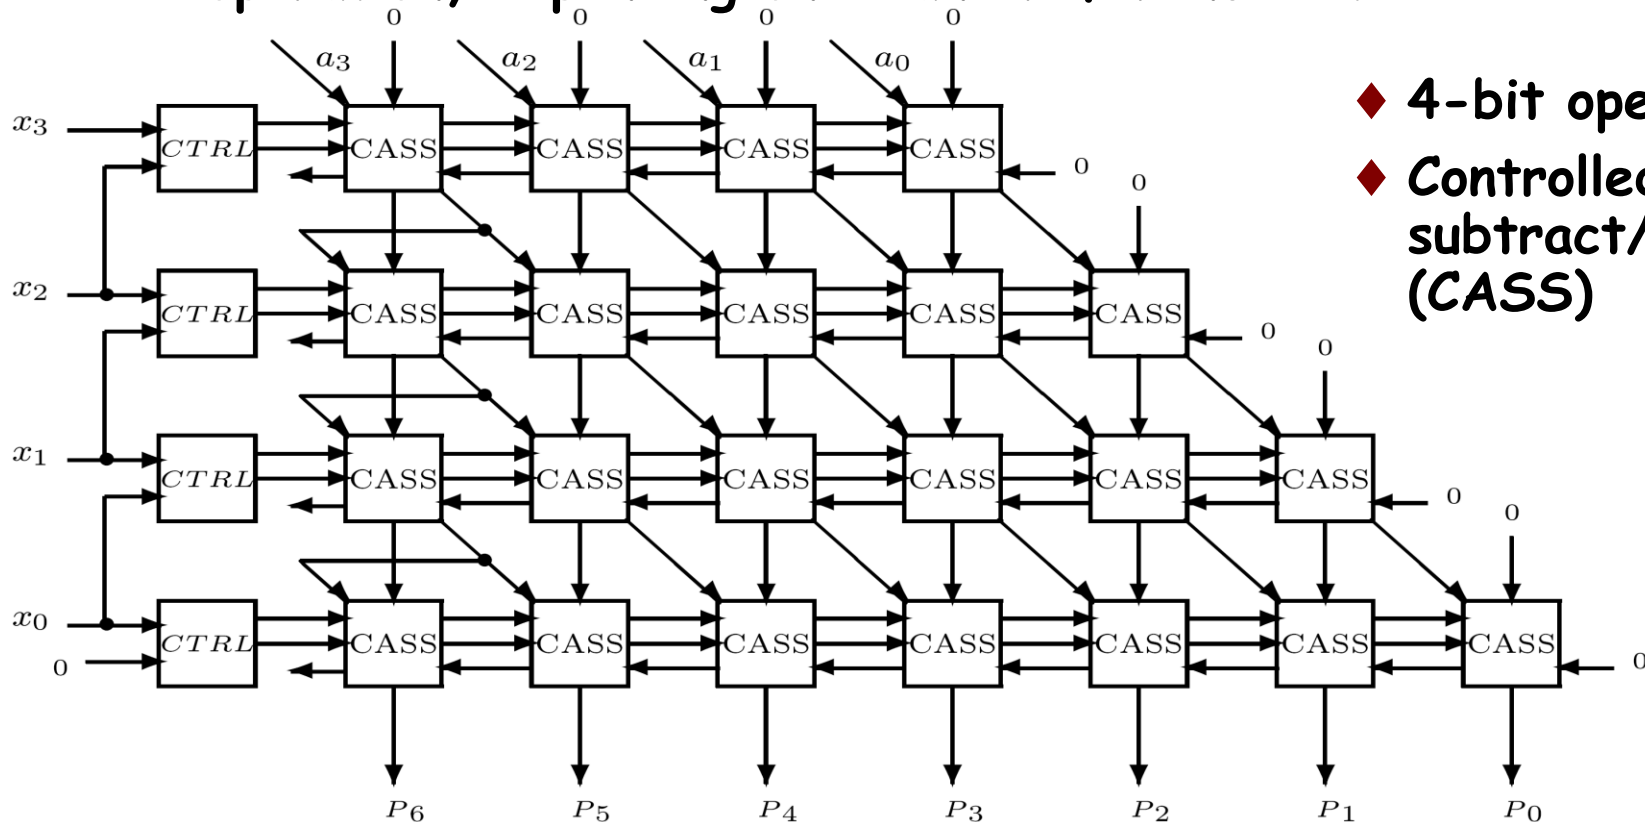 0 0 0 0
a3 a2 a1 a0
♦ 4-bit ope
x3 CTRL CASS CASS CASS CASS 0
♦ Controlled
subtract/
(CASS)
0
x2 CTRL CASS CASS CASS CASS CASS 0
0
x1 CTRL CASS CASS CASS CASS CASS CASS 0
0
x0 CTRL CASS CASS CASS CASS CASS CASS CASS
0 0
P6 P5 P4 P3 P2 P1 P0